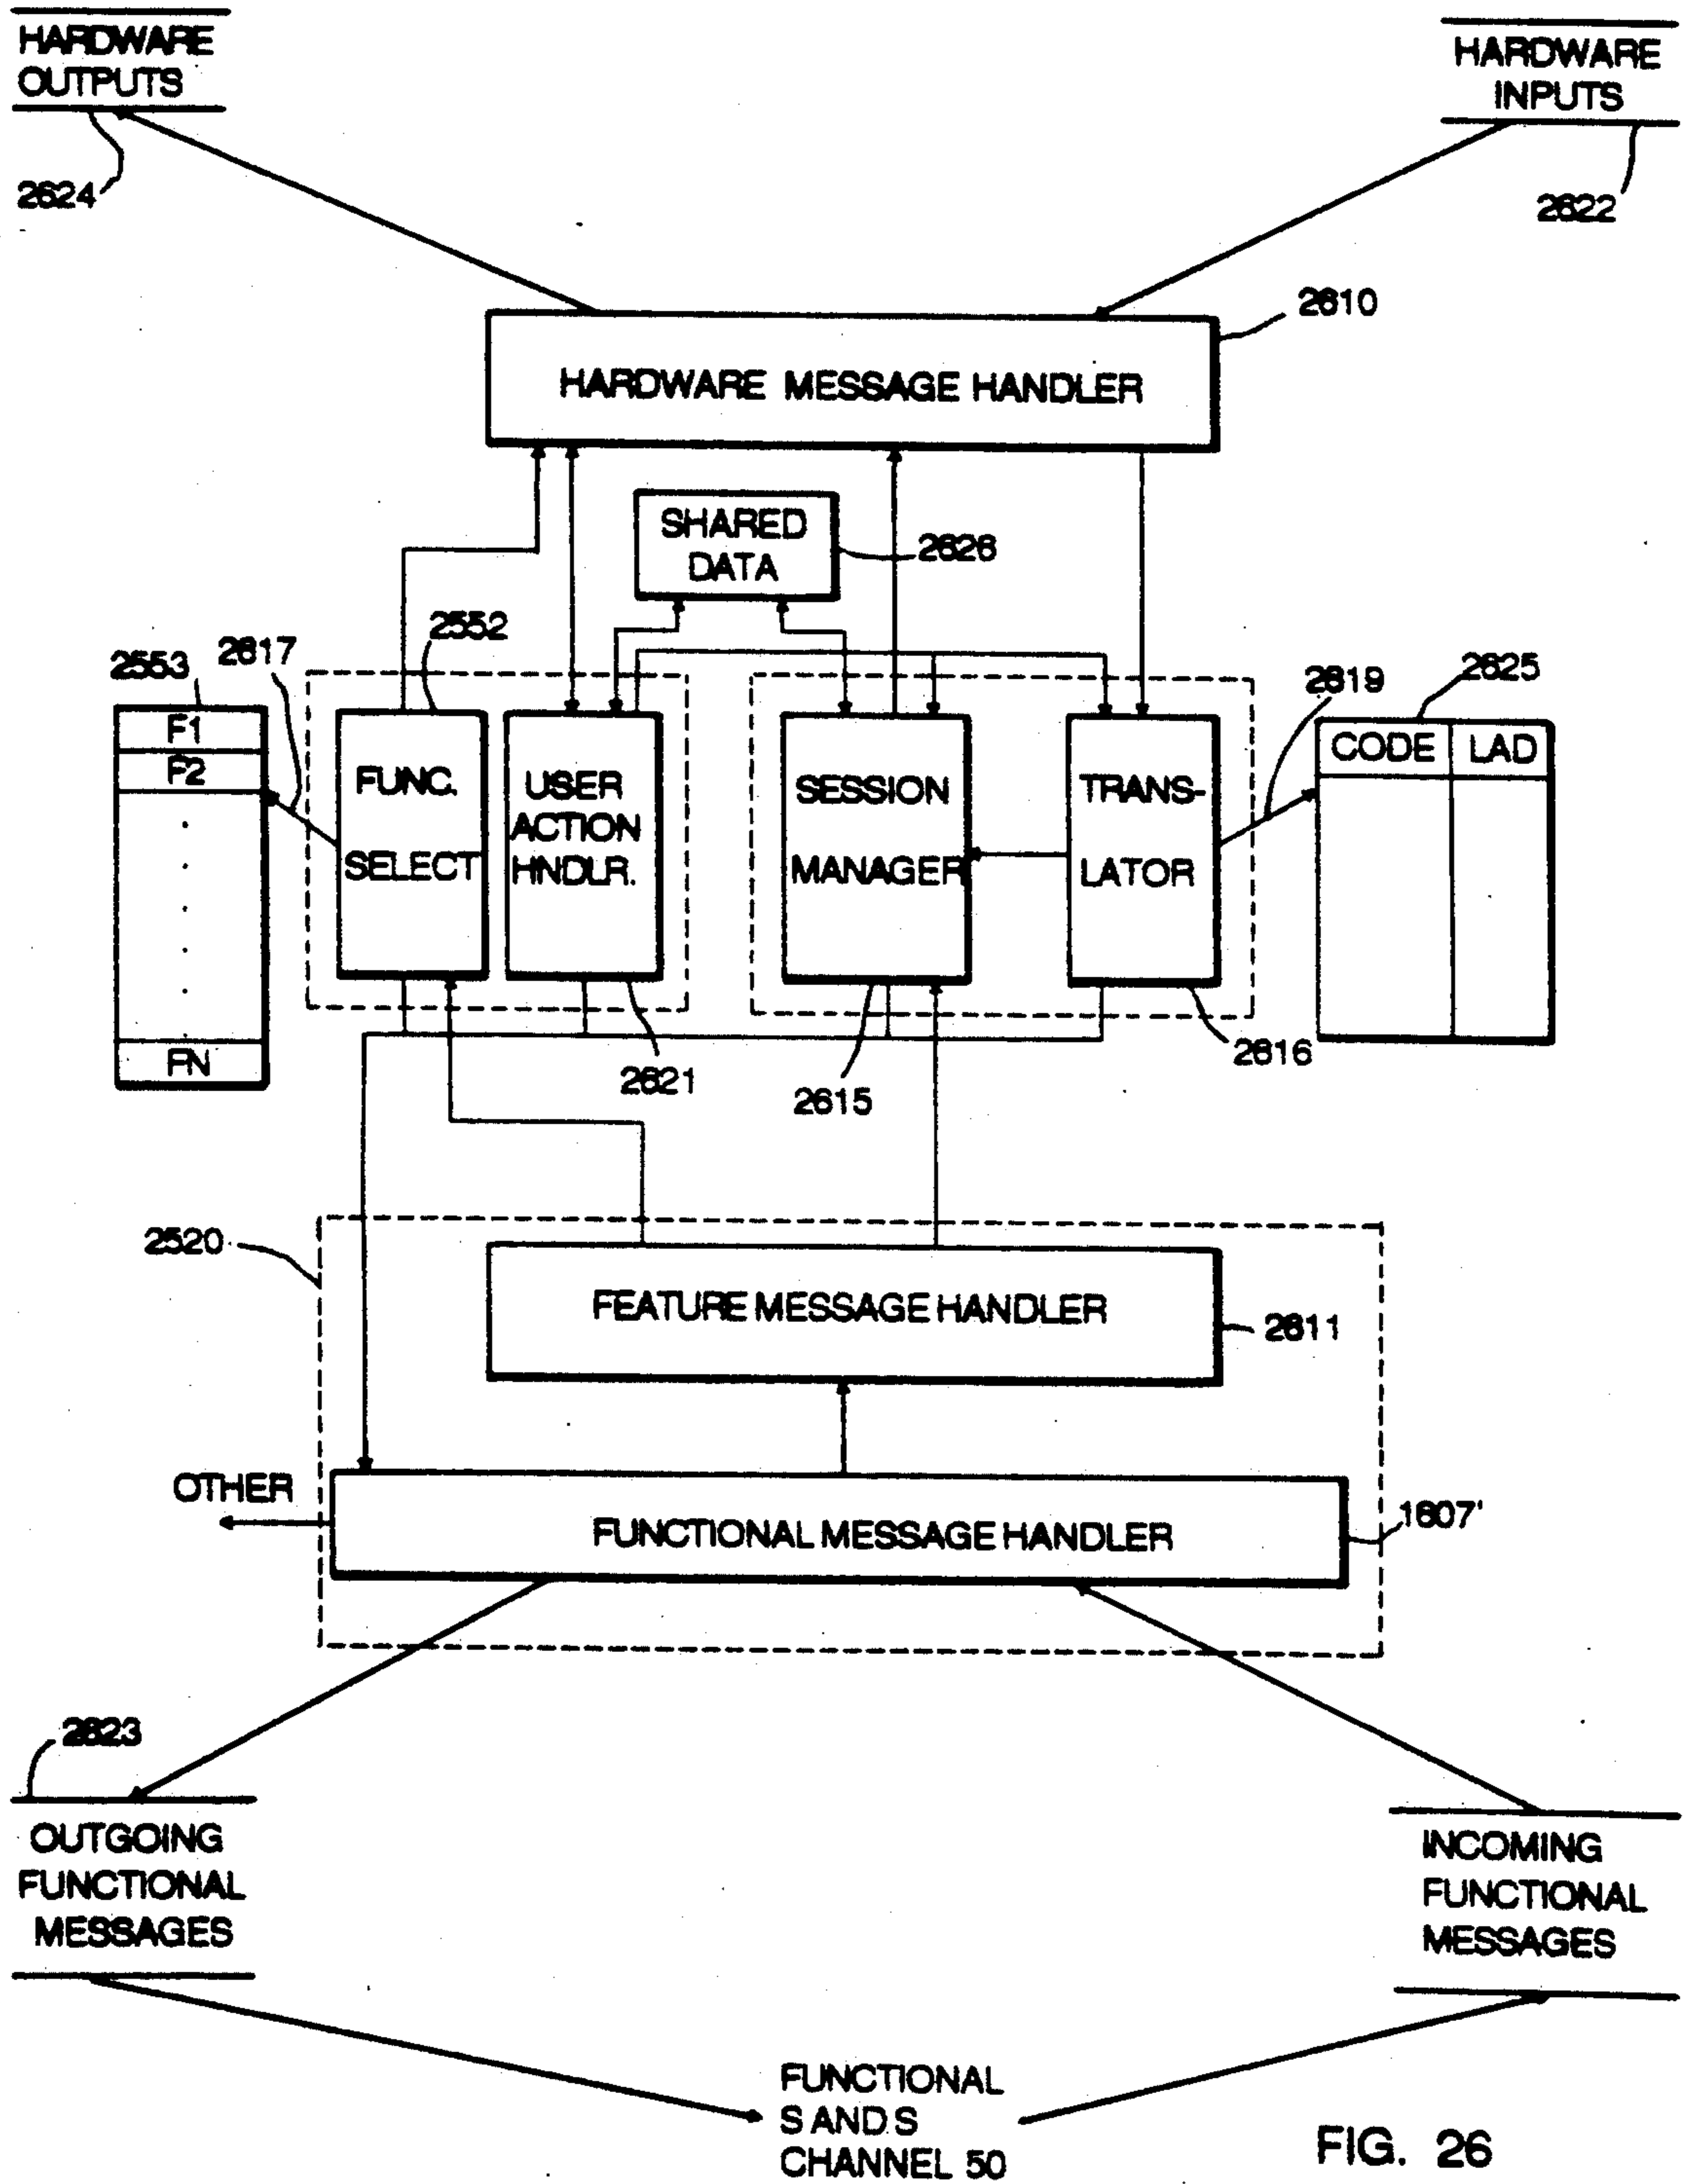 HARDWARE
OUTPUTS
HARDWARE
INPUTS
2624
2622
2610
HARDWARE MESSAGE HANDLER
SHARED
DATA
2626
2552
2553
2617
2619
2625
F1
F2
FUNC.
SELECT
USER
ACTION
HNDLR.
SESSION
MANAGER
TRANS-
LATOR
CODE
LAD
FN
2621
2615
2616
2520
FEATURE MESSAGE HANDLER
2611
OTHER
FUNCTIONAL MESSAGE HANDLER
1607'
2623
OUTGOING
FUNCTIONAL
MESSAGES
INCOMING
FUNCTIONAL
MESSAGES
FUNCTIONAL
S AND S
CHANNEL 50
FIG. 26